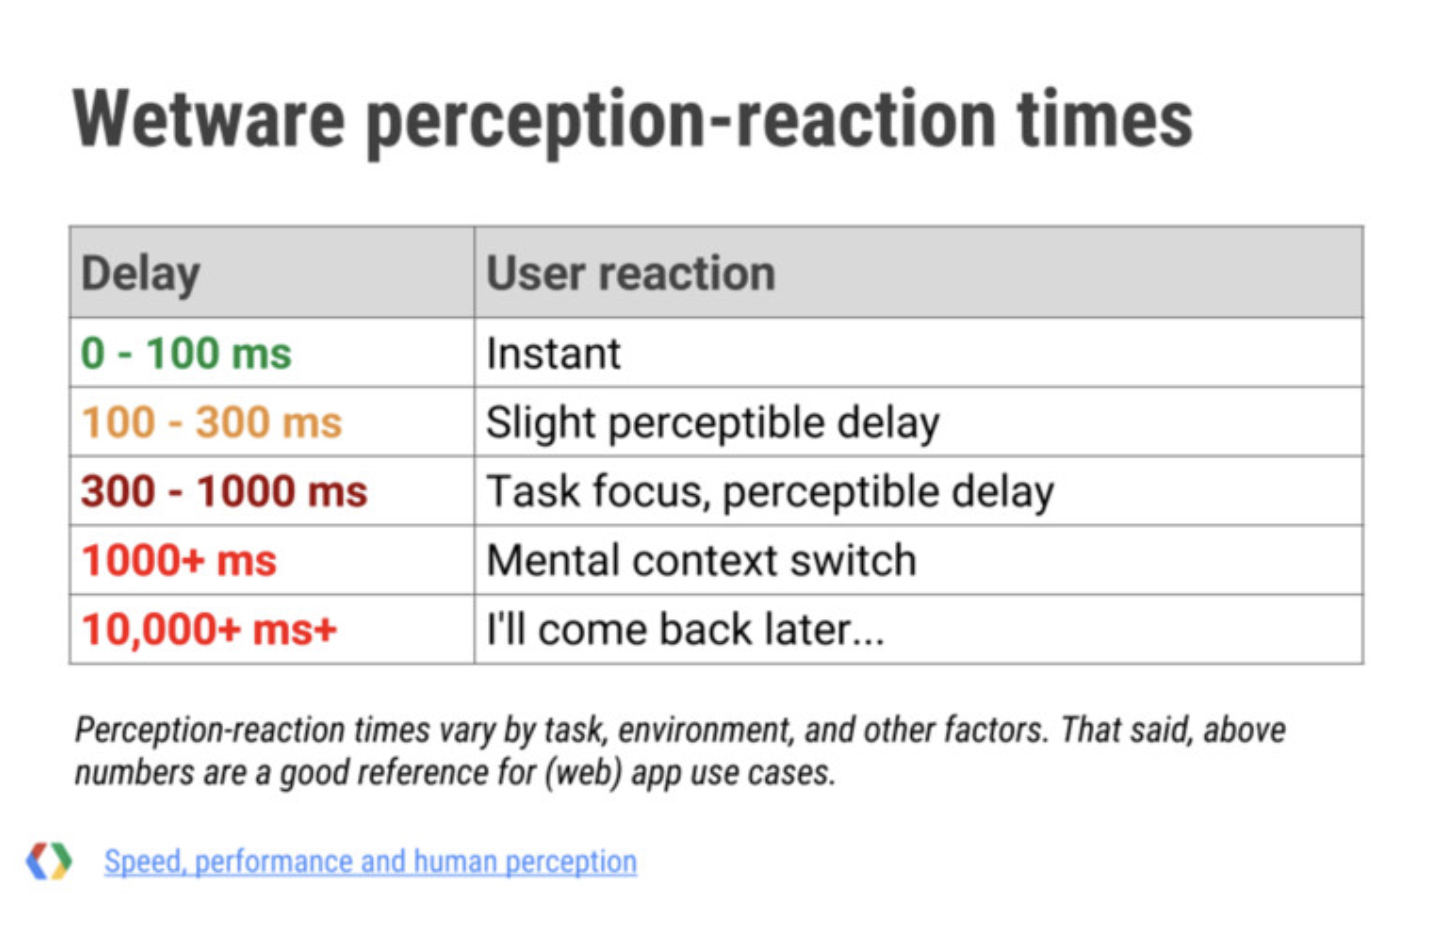 Wetware perception-reaction times
Delay User reaction
0 - 100 ms Instant
100 - 300 ms Slight perceptible delay
300 - 1000 ms Task focus, perceptible delay
1000+ ms Mental context switch
10,000+ ms+ I'll come back later...
Perception-reaction times vary by task, environment, and other factors. That said, above
numbers are a good reference for (web) app use cases.
Speed, performance and human perception